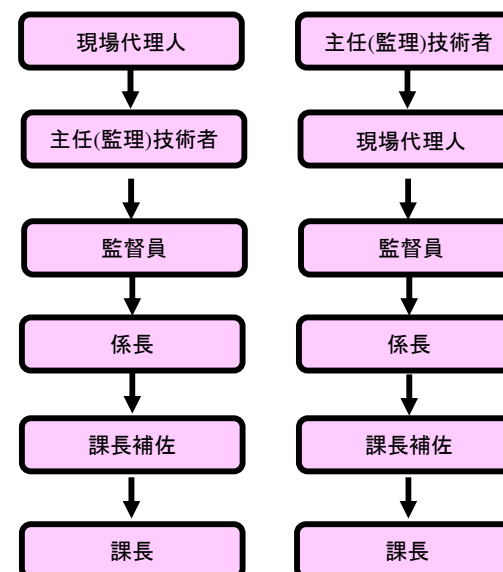 現場代理人
主任(監理)技術者
監督員
係長
課長補佐
課長
主任(監理)技術者
現場代理人
監督員
係長
課長補佐
課長